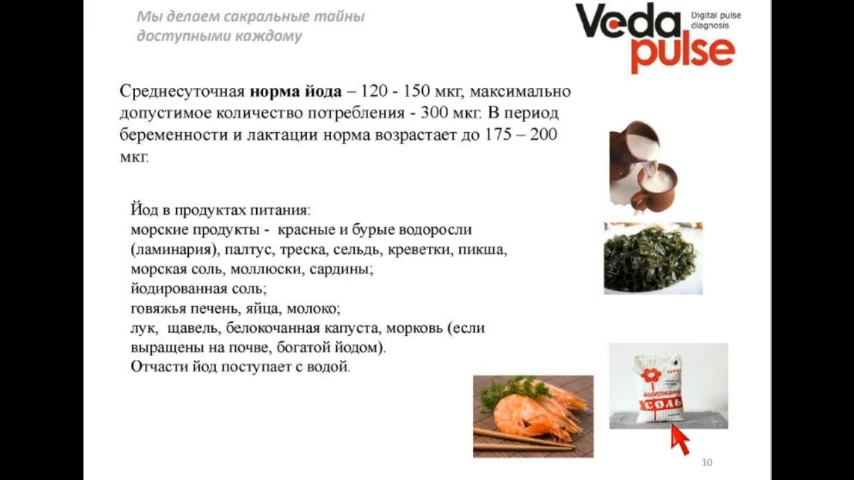 Мы делаем сакральные тайны
доступными каждому
Veda
pulse
Digital pulse
diagnosis
Среднесуточная норма йода – 120 - 150 мкг, максимально
допустимое количество потребления - 300 мкг. В период
беременности и лактации норма возрастает до 175 – 200
мкг.
Йод в продуктах питания:
морские продукты - красные и бурые водоросли
(ламинария), палтус, треска, сельдь, креветки, пикша,
морская соль, моллюски, сардины;
йодированная соль;
говяжья печень, яйца, молоко;
лук, щавель, белокочанная капуста, морковь (если
выращены на почве, богатой йодом).
Отчасти йод поступает с водой.
йодированная
соль
10